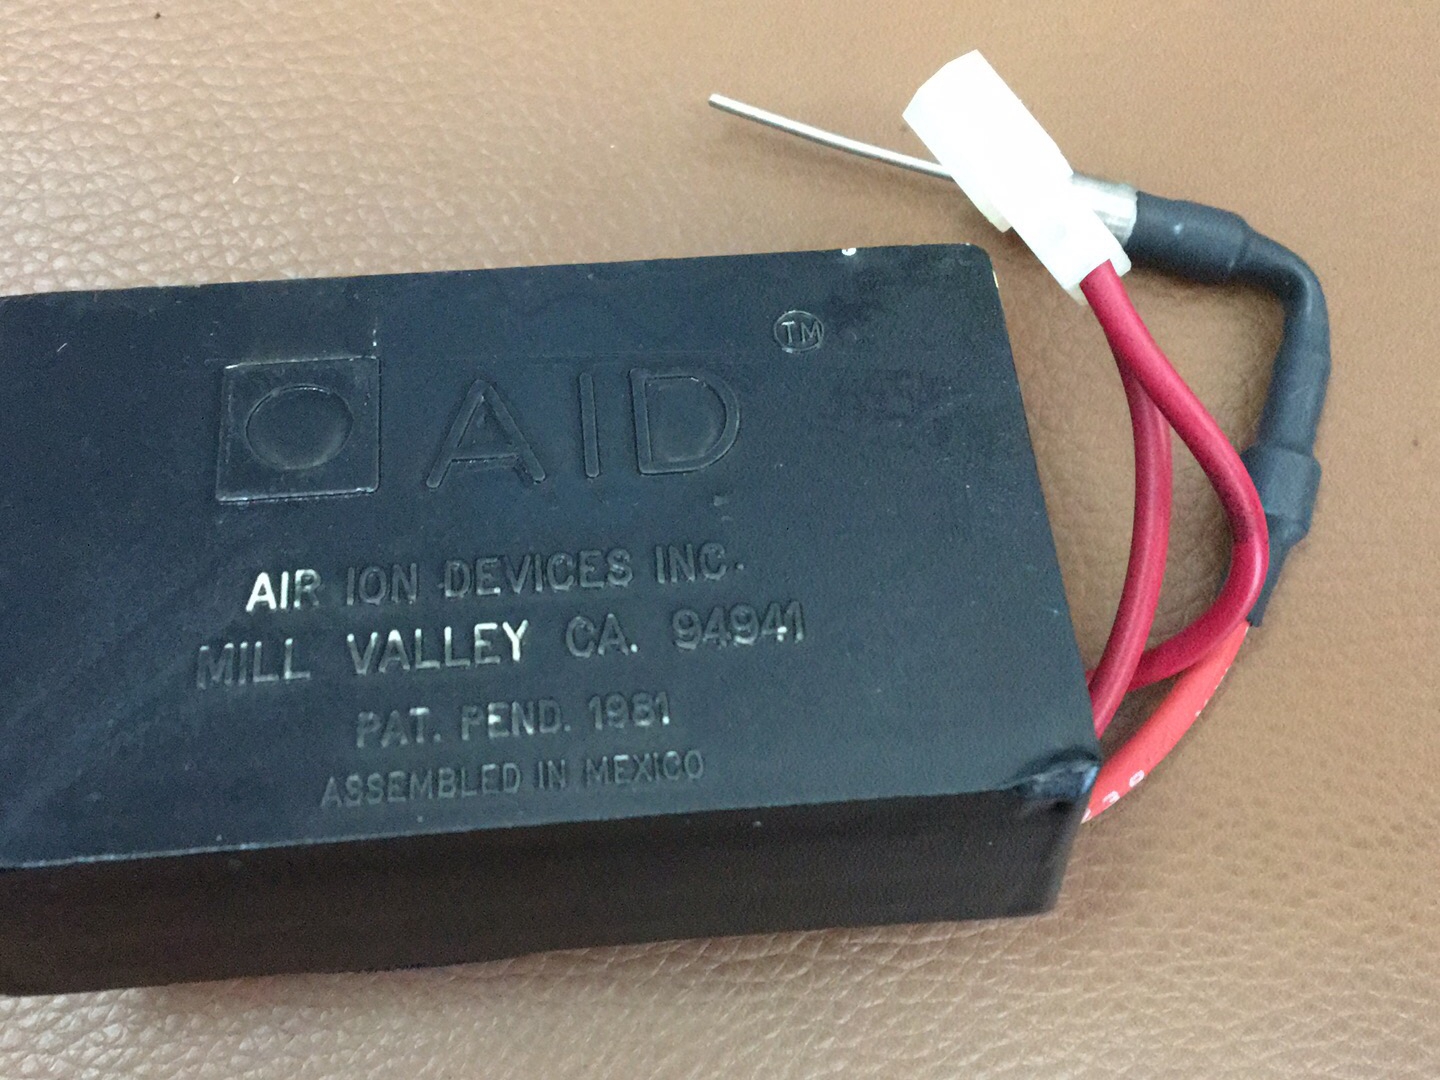 AID TM
AIR ION DEVICES INC.
MILL VALLEY CA. 94941
PAT. PEND. 1981
ASSEMBLED IN MEXICO